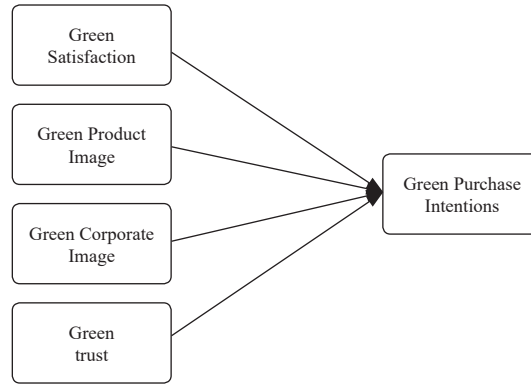 Green
Satisfaction
Green Product
Image
Green Corporate
Image
Green
trust
Green Purchase
Intentions